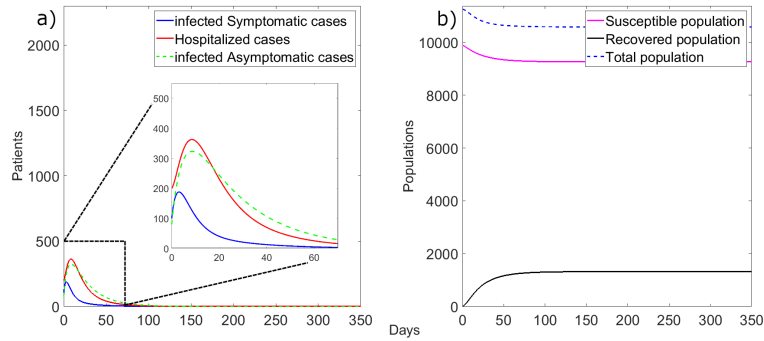 a)
infected Symptomatic cases
Hospitalized cases
infected Asymptomatic cases
Patients
2000
1500
1000
500
0
0 50 100 150 200 250 300 350
500
400
300
200
100
0
0 20 40 60
b)
Susceptible population
Recovered population
Total population
Populations
10000
8000
6000
4000
2000
0
0 50 100 150 200 250 300 350
Days